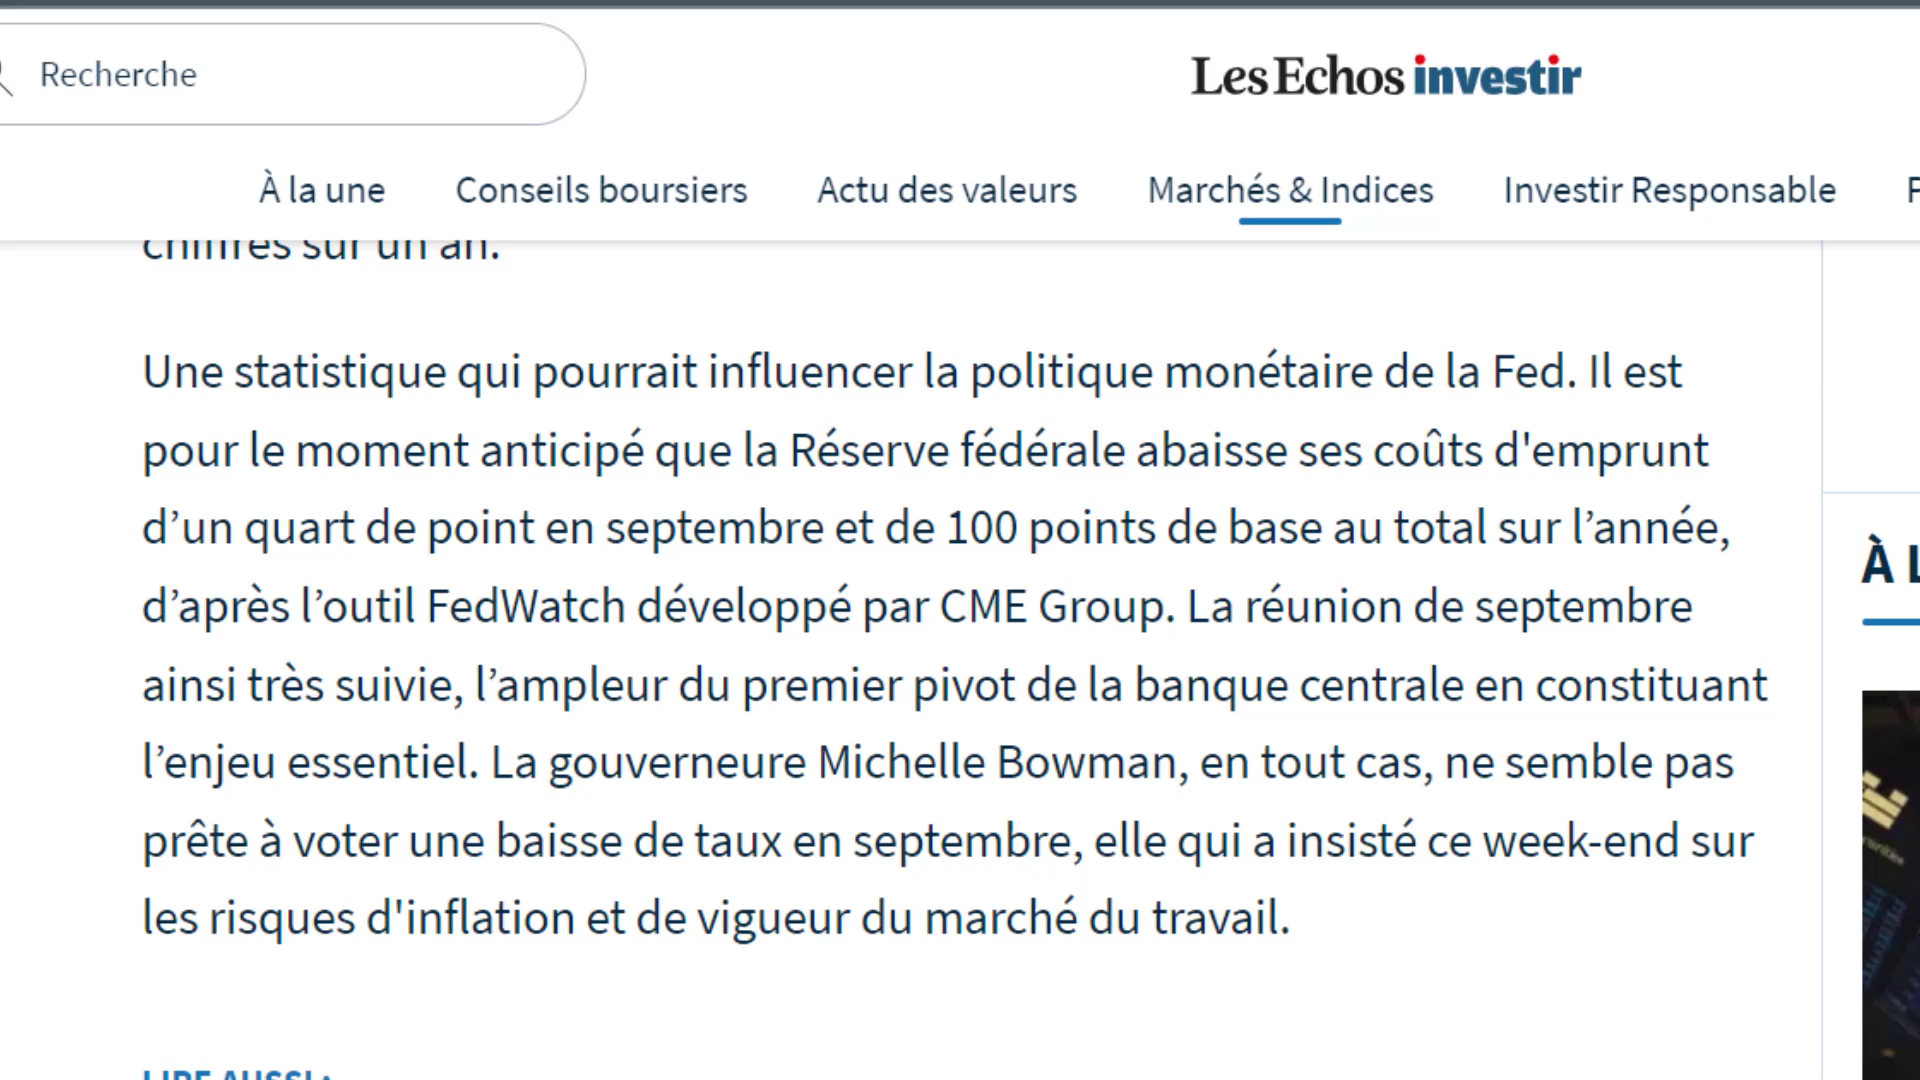 Recherche
Les Echos investir
À la une Conseils boursiers Actu des valeurs Marchés & Indices Investir Responsable
chiffres sur un an.
Une statistique qui pourrait influencer la politique monétaire de la Fed. Il est
pour le moment anticipé que la Réserve fédérale abaisse ses coûts d'emprunt
d’un quart de point en septembre et de 100 points de base au total sur l’année,
d’après l’outil FedWatch développé par CME Group. La réunion de septembre
ainsi très suivie, l’ampleur du premier pivot de la banque centrale en constituant
l’enjeu essentiel. La gouverneure Michelle Bowman, en tout cas, ne semble pas
prête à voter une baisse de taux en septembre, elle qui a insisté ce week-end sur
les risques d'inflation et de vigueur du marché du travail.
À L
LIRE AUSSI :